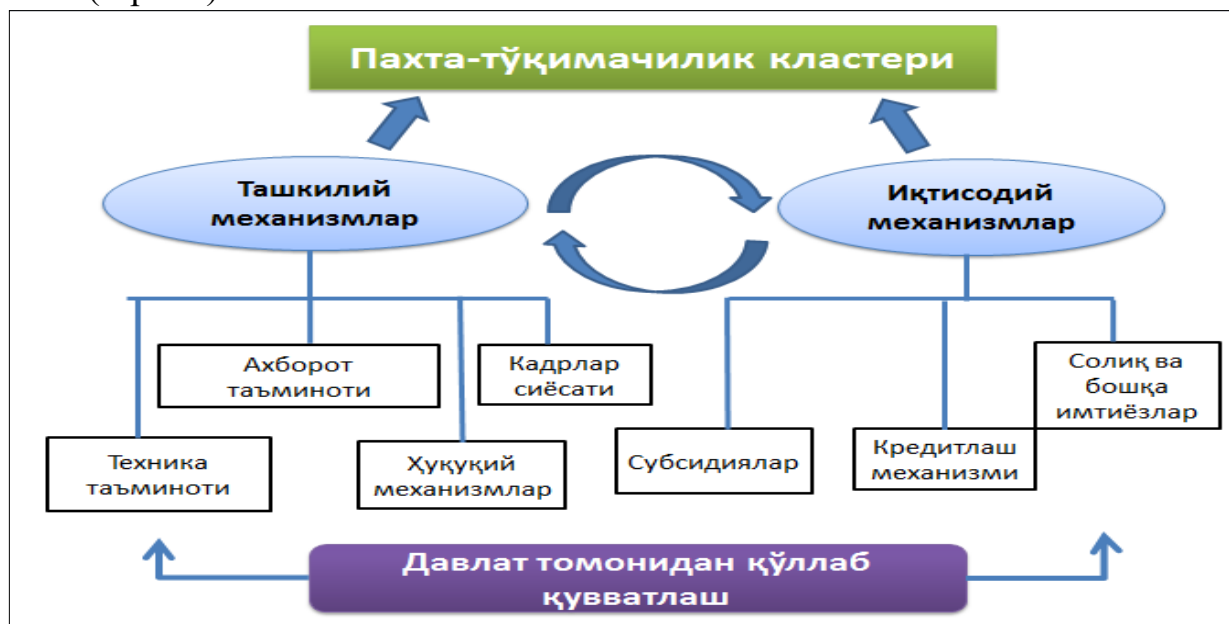 Пахта-тўқимачилик кластери
Ташкилий
механизмлар
Иқтисодий
механизмлар
Ахборот
таъминоти
Кадрлар
сиёсати
Солиқ ва
бошқа
имтиёзлар
Техника
таъминоти
Ҳуқуқий
механизмлар
Субсидиялар
Кредитлаш
механизми
Давлат томонидан қўллаб
қувватлаш